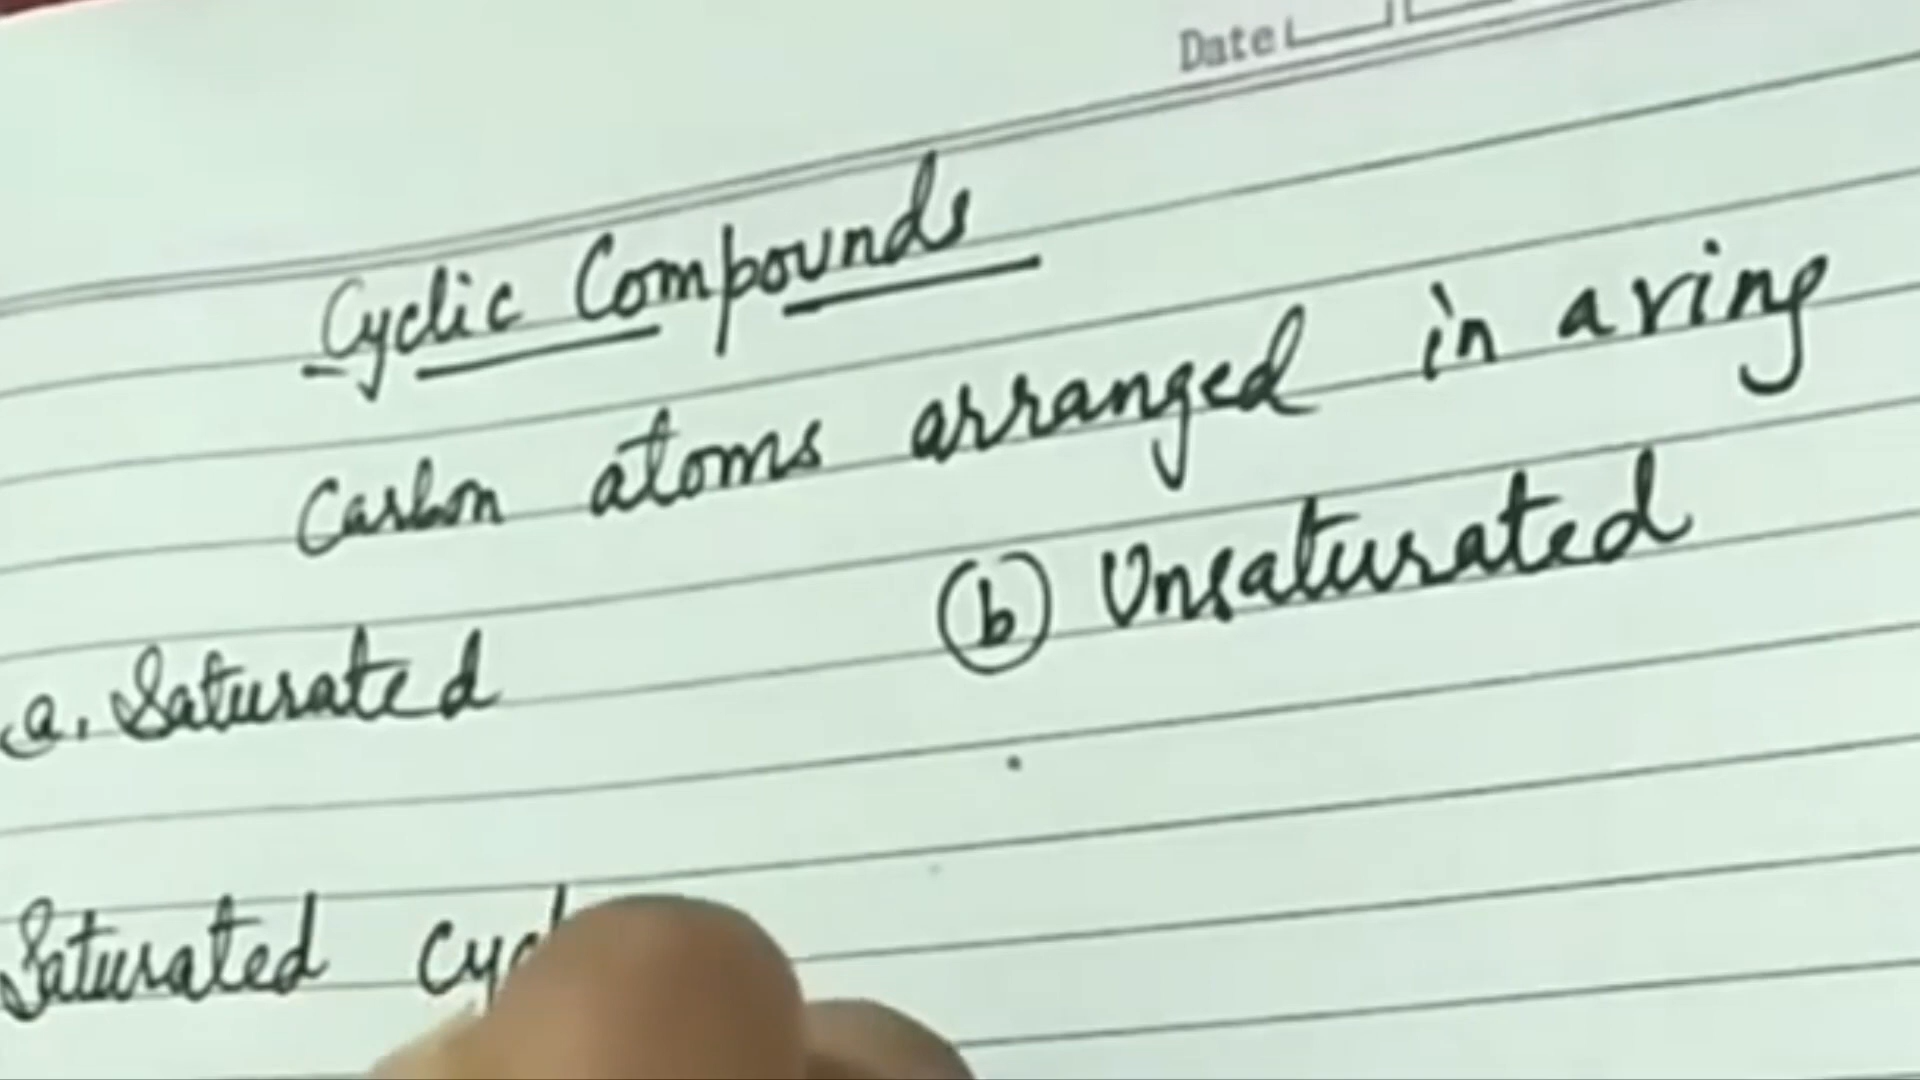 Date:
Cyclic Compounds
Carbon atoms arranged in a ring
a. Saturated (b) Unsaturated
Saturated